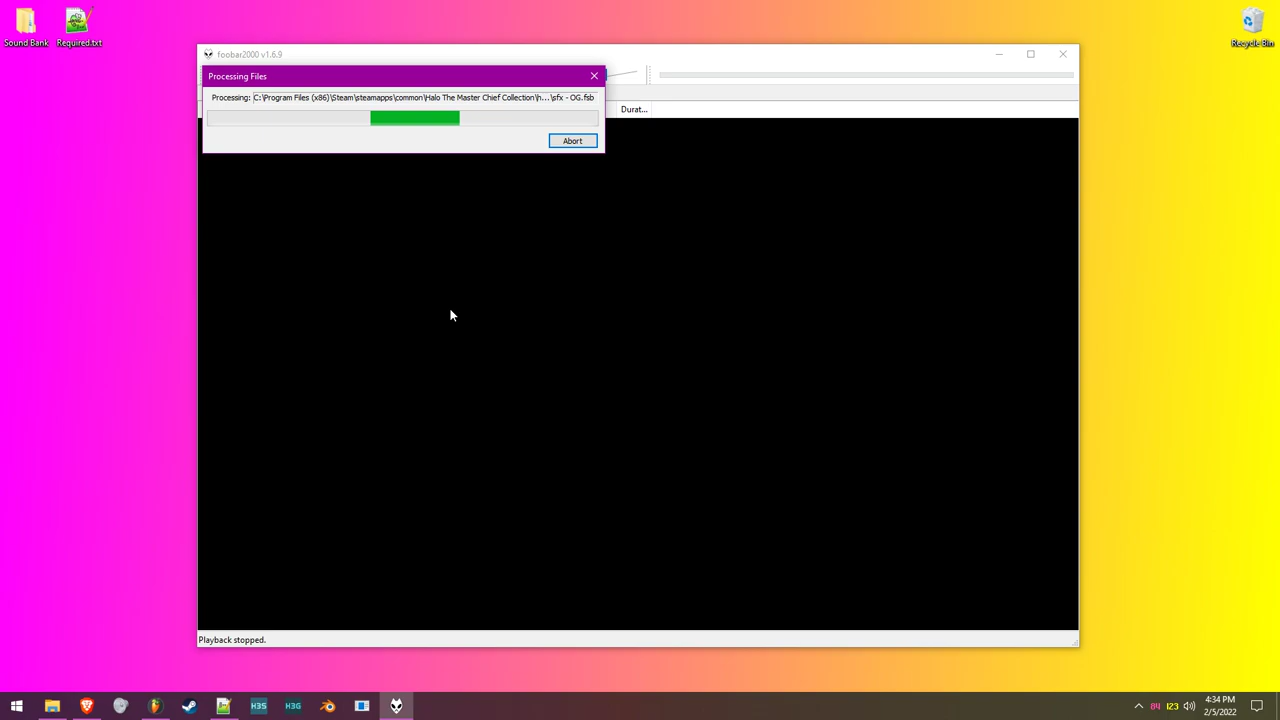 Sound Bank
Required.txt
Recycle Bin
foobar2000 v1.6.9
Processing Files
Processing: C:\Program Files (x86)\Steam\steamapps\common\Halo The Master Chief Collection\h...\sfx - OG.fsb
Abort
Durat...
Playback stopped.
H3S
H3G
84
123
4:34 PM
2/5/2022